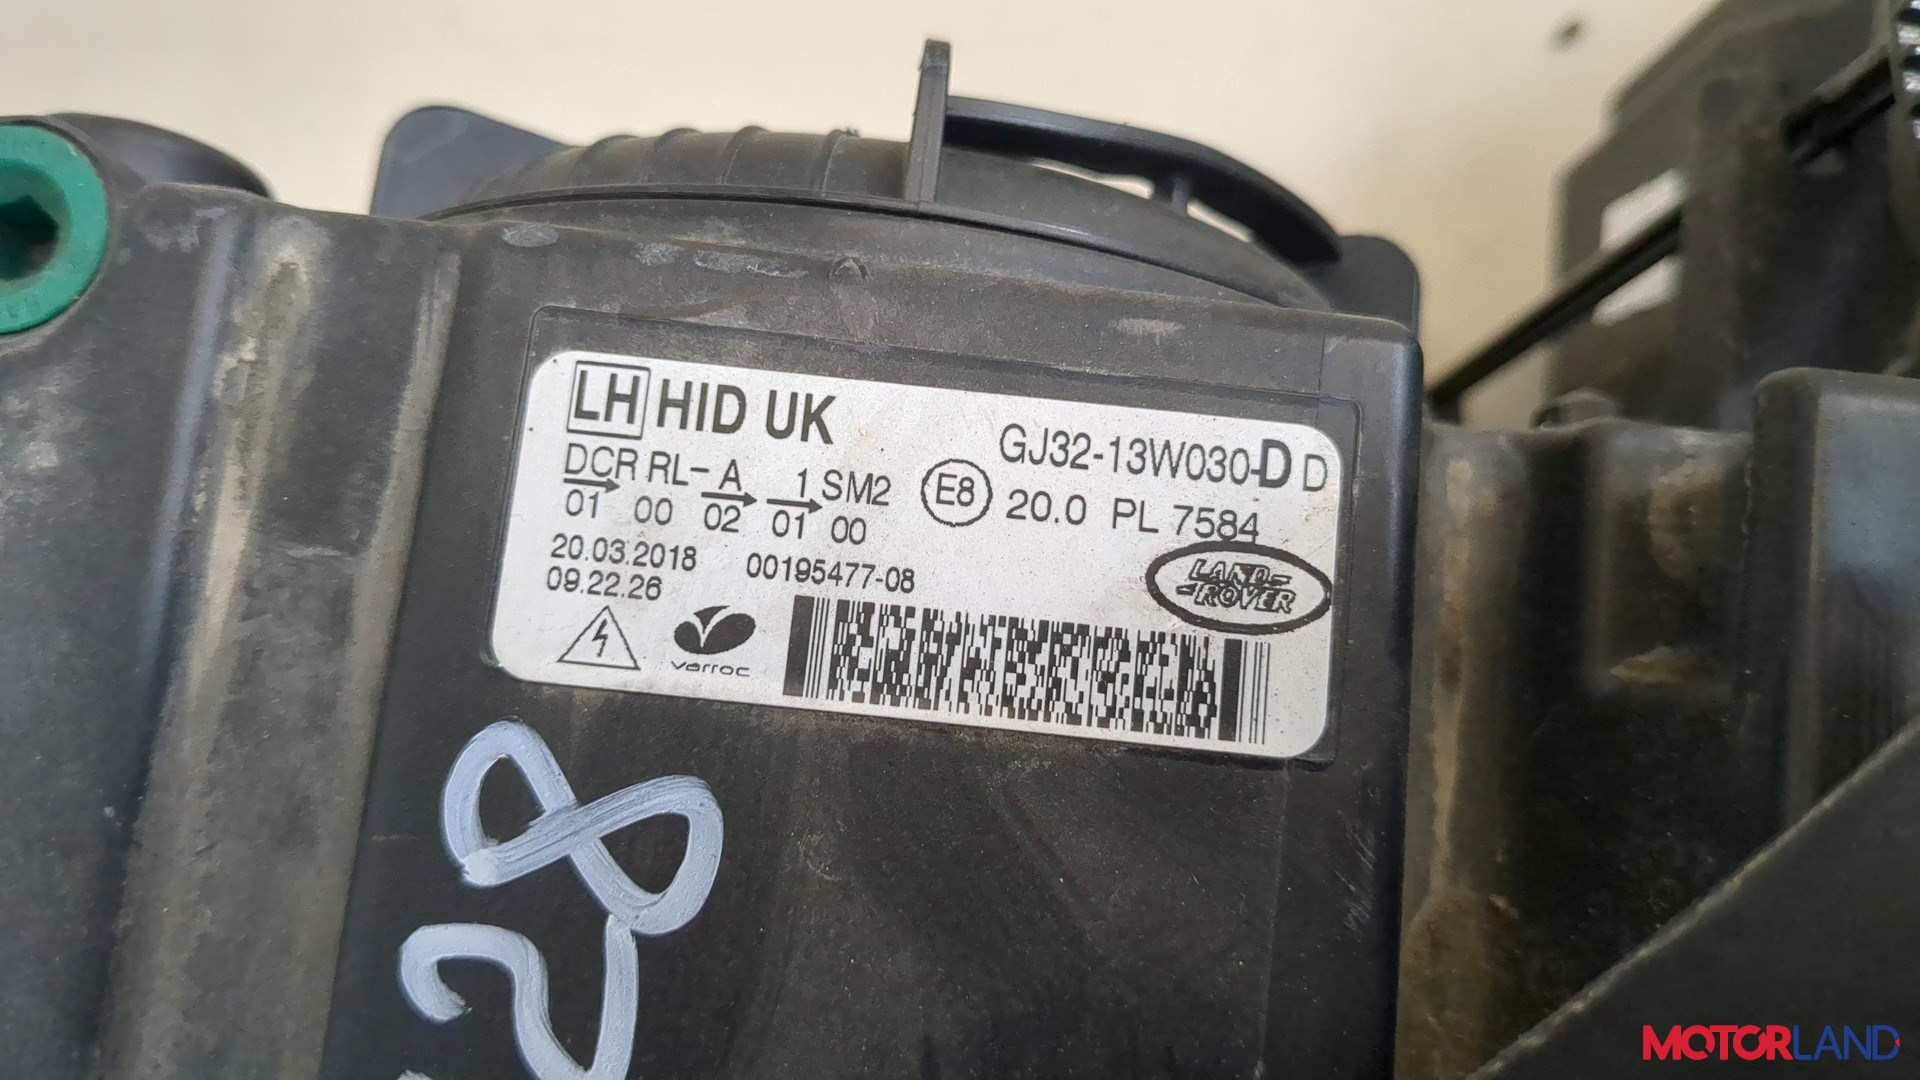 LH HID UK
GJ32-13W030-D D
DCR RL- A 1 SM2
01 00 02 01 00
E8 20.0 PL 7584
20.03.2018 00195477-08
09.22.26
LAND-
-ROVER
varroc
28
MOTORLAND